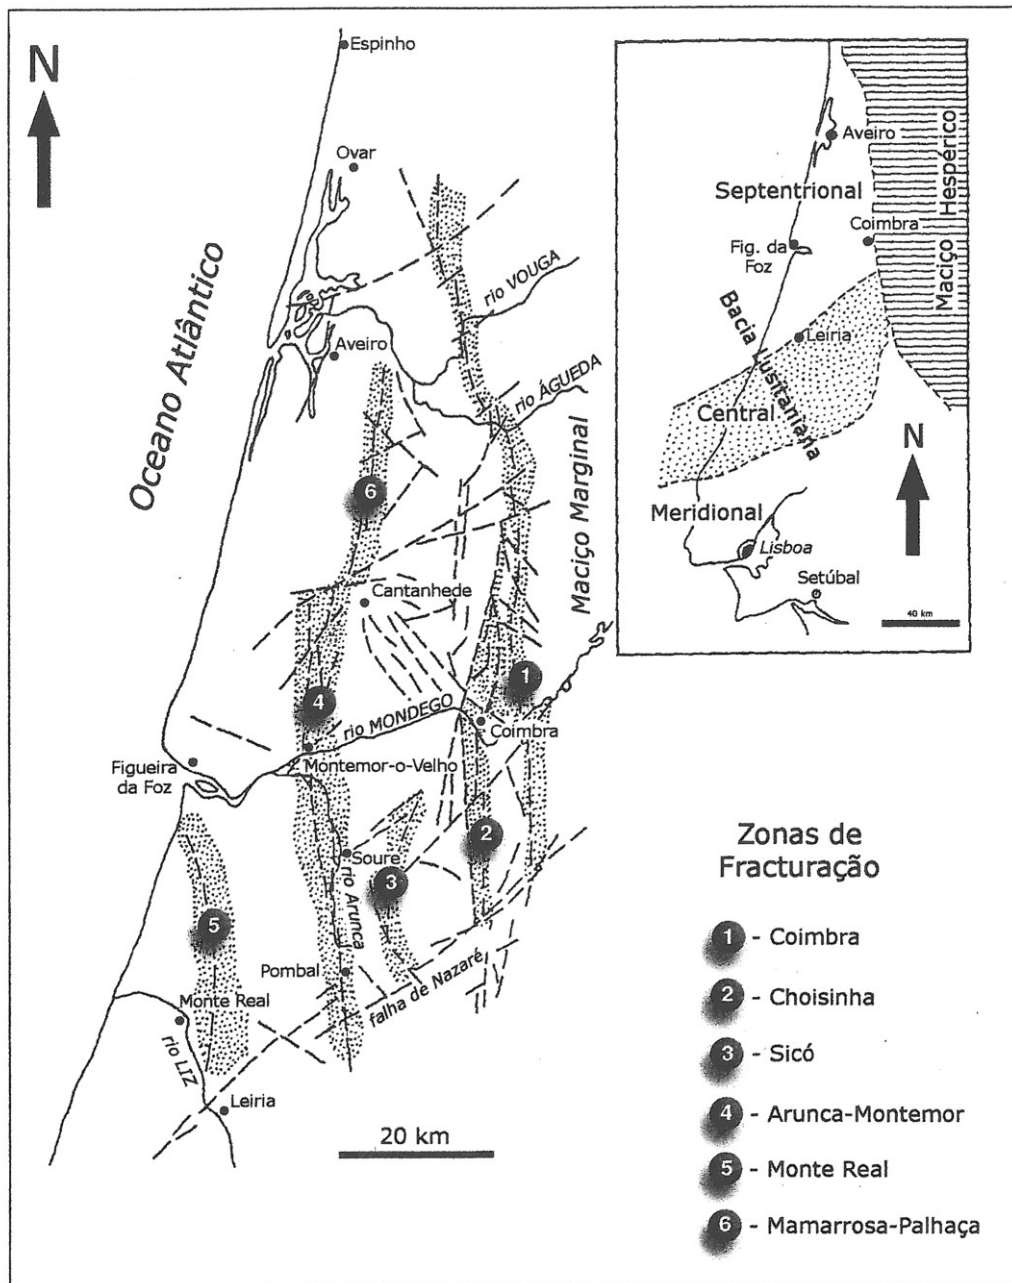 Espinho
N
Ovar
Oceano Atlântico
rio VOUGA
Aveiro
rio ÁGUEDA
Maciço Marginal
6
Cantanhede
1
4
rio MONDEGO
Coimbra
Figueira
da Foz
Montemor-o-Velho
2
Soure
3
rio Arunca
5
Pombal
falha de Nazaré
Monte Real
rio LIZ
Leiria
20 km
Aveiro
Maciço Hespérico
Septentrional
Coimbra
Fig. da
Foz
Bacia Lusitaniana
Leiria
Central
N
Meridional
Lisboa
Setúbal
40 km
Zonas de
Fracturação
1 - Coimbra
2 - Choisinha
3 - Sicó
4 - Arunca-Montemor
5 - Monte Real
6 - Mamarrosa-Palhaça